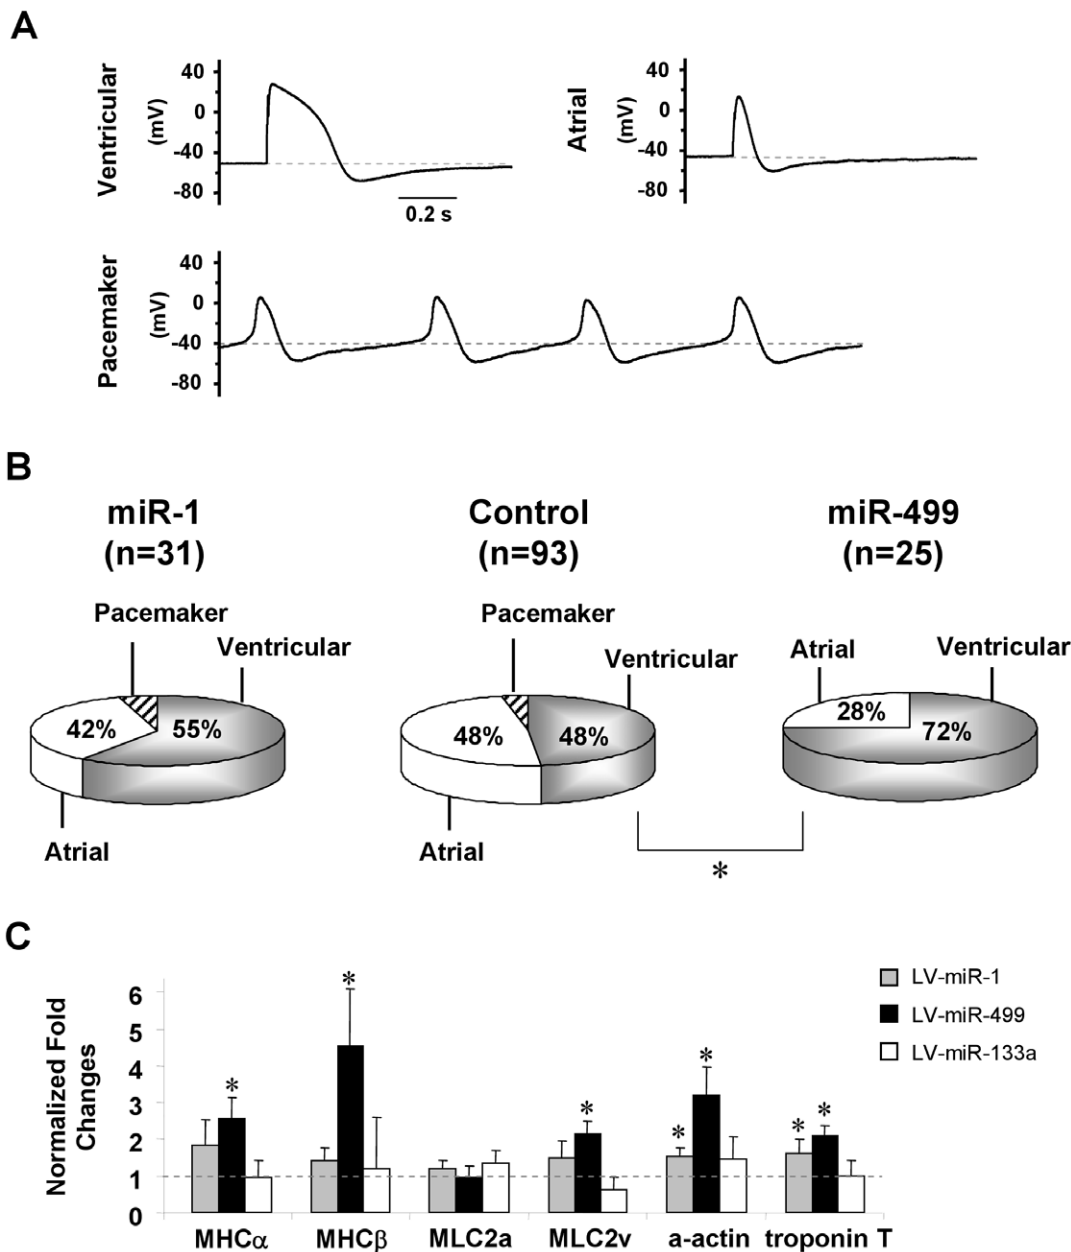 A
Ventricular
(mV)
40
0
-40
-80
0.2 s
Atrial
(mV)
40
0
-40
-80
Pacemaker
(mV)
40
0
-40
-80
B
miR-1
(n=31)
Pacemaker
Ventricular
42%
55%
Atrial
Control
(n=93)
Pacemaker
Ventricular
48%
48%
Atrial
miR-499
(n=25)
Atrial
Ventricular
28%
72%
*
C
Normalized Fold
Changes
6
5
4
3
2
1
0
*
*
*
*
*
*
*
MHCα
MHCβ
MLC2a
MLC2v
a-actin
troponin T
LV-miR-1
LV-miR-499
LV-miR-133a